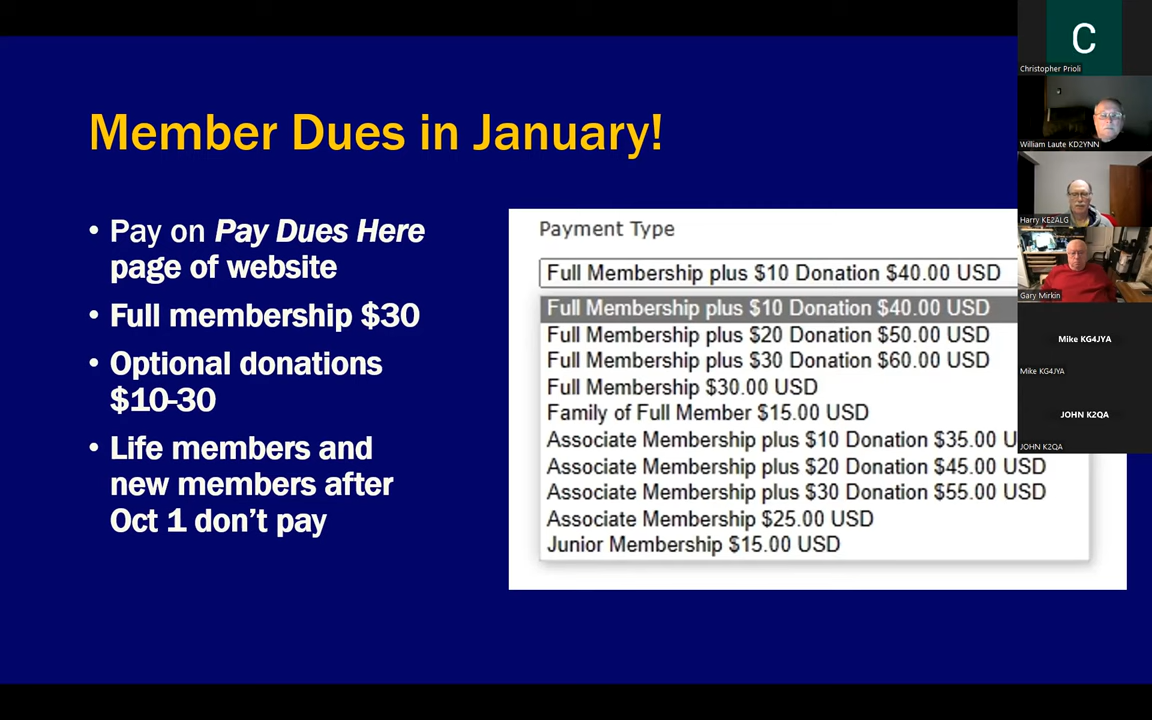 Member Dues in January!
• Pay on Pay Dues Here
page of website
• Full membership $30
• Optional donations
$10-30
• Life members and
new members after
Oct 1 don’t pay
Payment Type
Full Membership plus $10 Donation $40.00 USD
Full Membership plus $10 Donation $40.00 USD
Full Membership plus $20 Donation $50.00 USD
Full Membership plus $30 Donation $60.00 USD
Full Membership $30.00 USD
Family of Full Member $15.00 USD
Associate Membership plus $10 Donation $35.00 U
Associate Membership plus $20 Donation $45.00 USD
Associate Membership plus $30 Donation $55.00 USD
Associate Membership $25.00 USD
Junior Membership $15.00 USD
C
Christopher Prioli
William Laute KD2YNN
Harry KE2ALG
Gary Mirkin
Mike KG4JYA
Mike KG4JYA
JOHN K2QA
JOHN K2QA